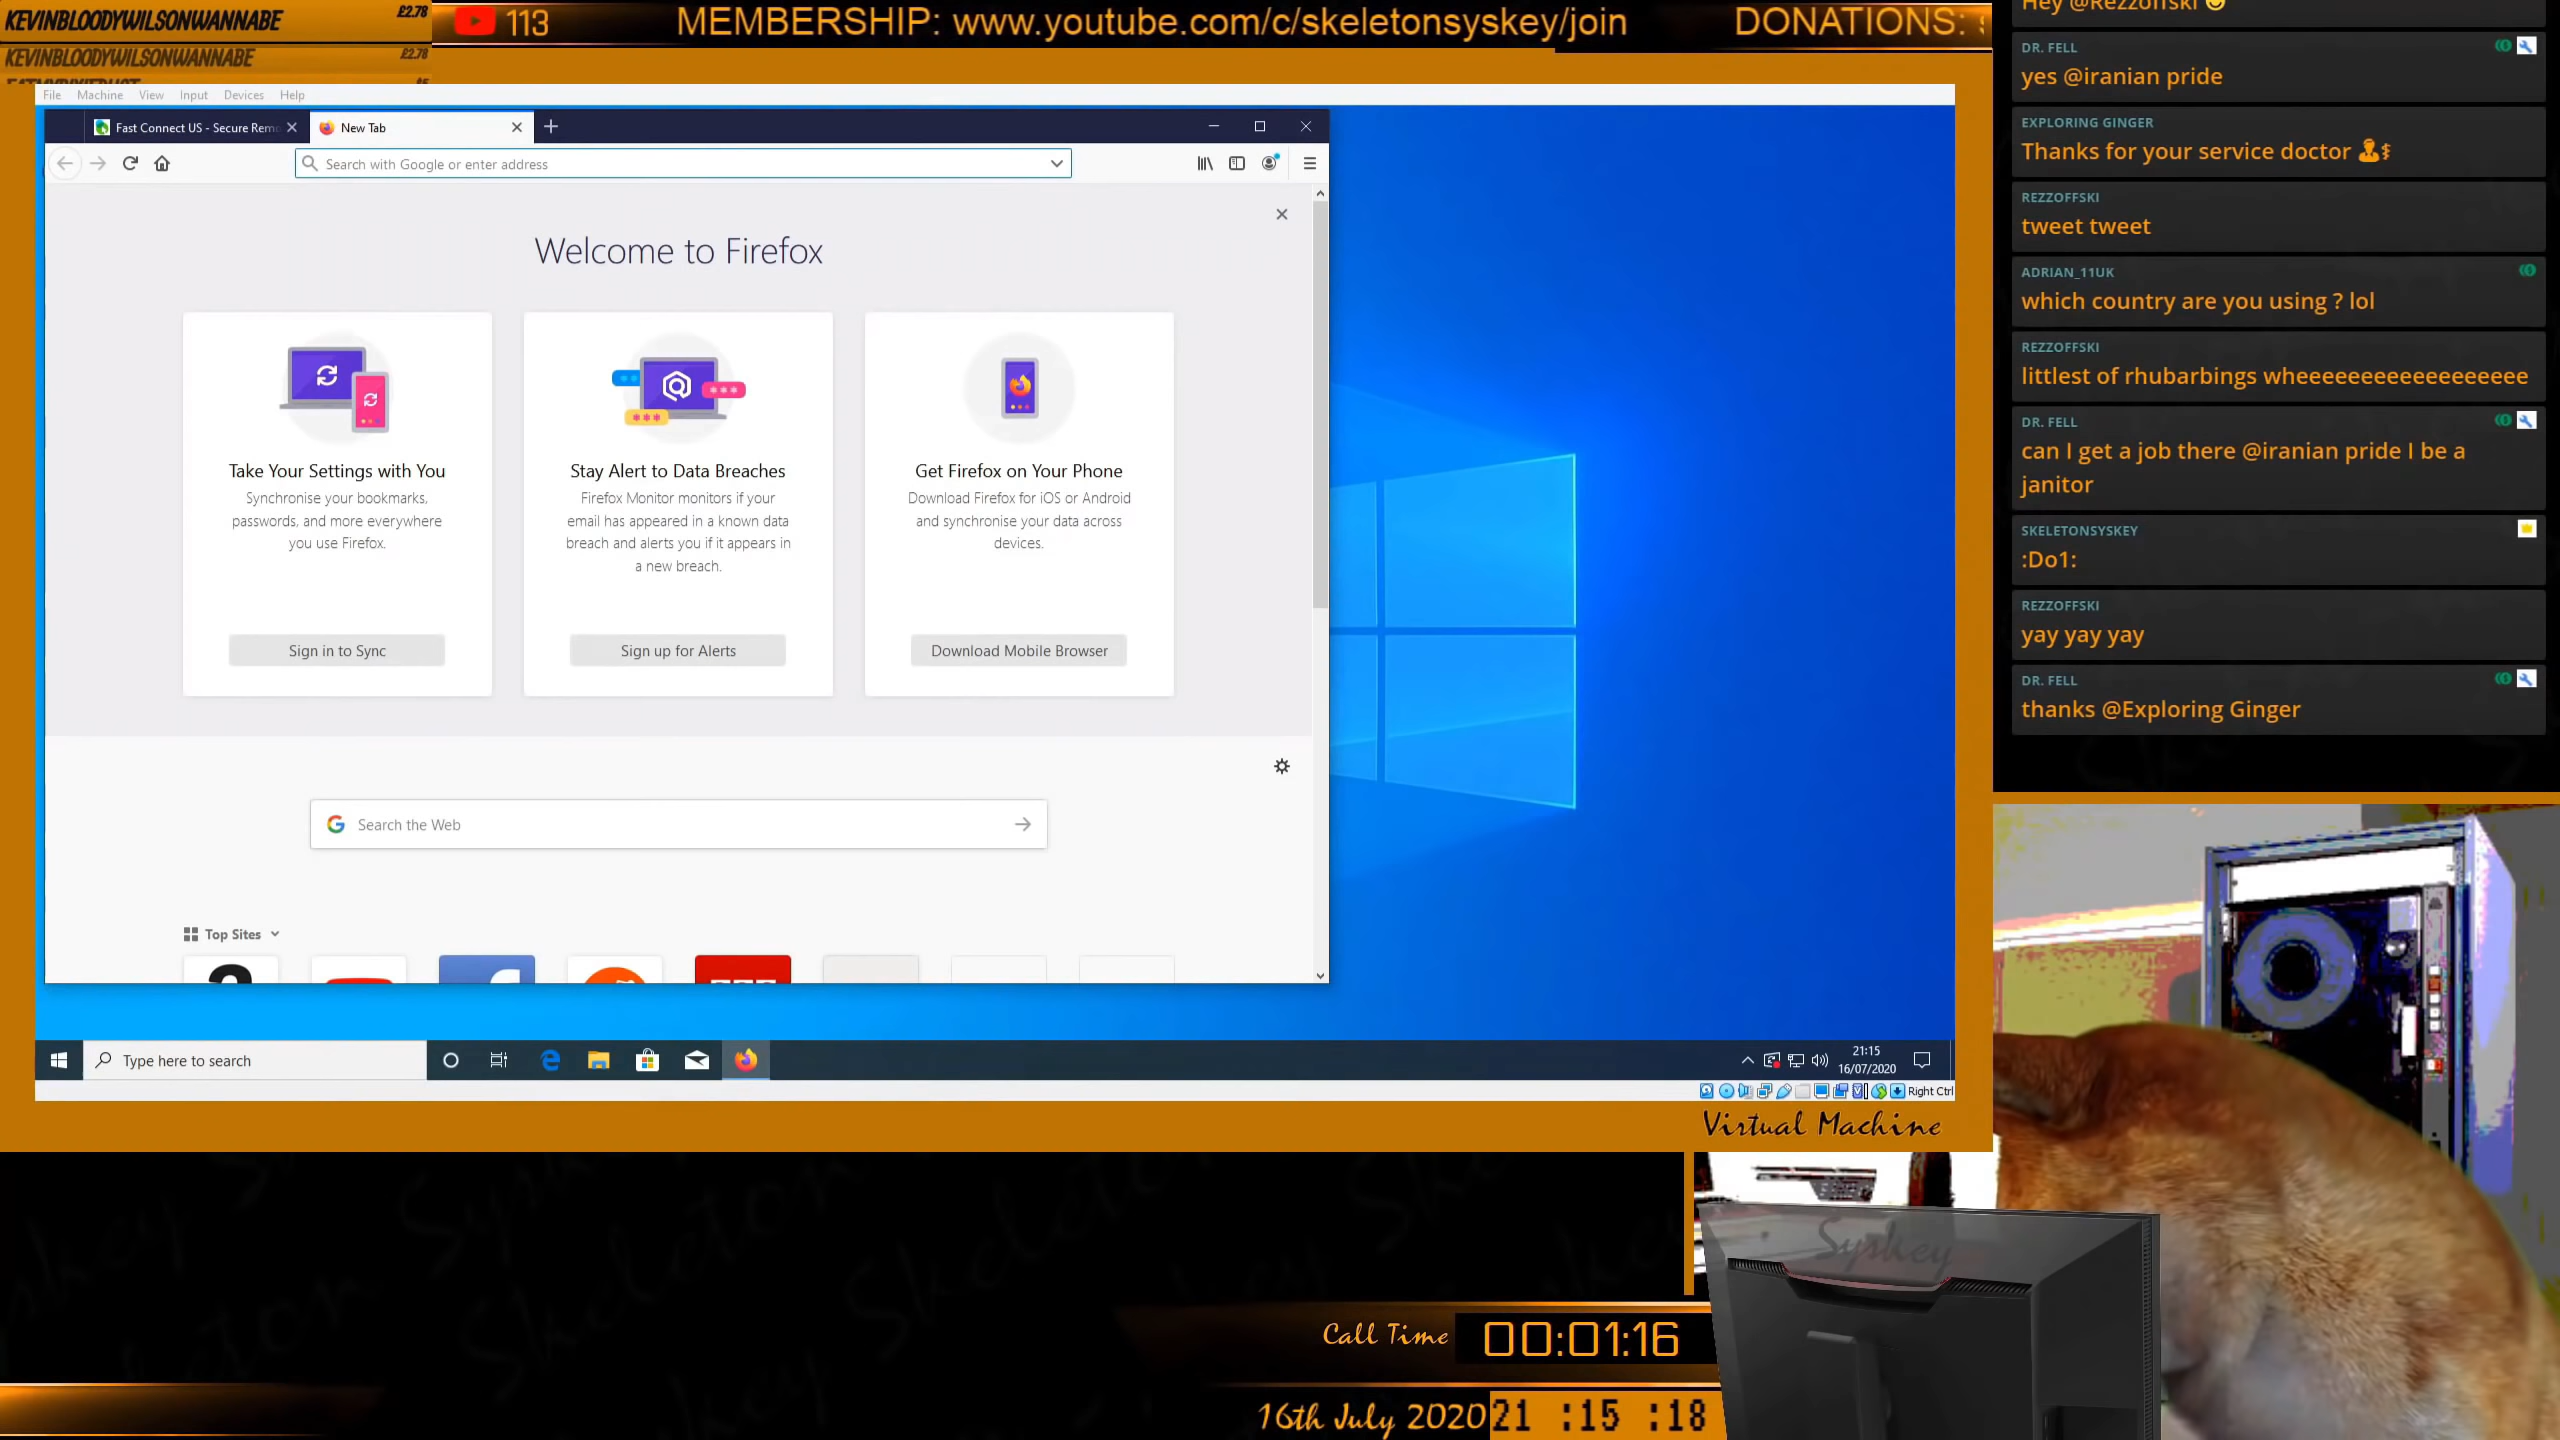 KEVINBLOODYWILSONWANNABE £2.78
KEVINBLOODYWILSONWANNABE £2.78
113
MEMBERSHIP: www.youtube.com/c/skeletonsyskey/join DONATIONS:
File Machine View Input Devices Help
Fast Connect US - Secure Rem
New Tab
Search with Google or enter address
Welcome to Firefox
Take Your Settings with You
Synchronise your bookmarks,
passwords, and more everywhere
you use Firefox.
Sign in to Sync
Stay Alert to Data Breaches
Firefox Monitor monitors if your
email has appeared in a known data
breach and alerts you if it appears in
a new breach.
Sign up for Alerts
Get Firefox on Your Phone
Download Firefox for iOS or Android
and synchronise your data across
devices.
Download Mobile Browser
Search the Web
Top Sites
Type here to search
21:15
16/07/2020
Right Ctrl
Virtual Machine
Hey @Rezzoffski
DR. FELL
yes @iranian pride
EXPLORING GINGER
Thanks for your service doctor
REZZOFFSKI
tweet tweet
ADRIAN_11UK
which country are you using ? lol
REZZOFFSKI
littlest of rhubarbings wheeeeeeeeeeeeeeeeee
DR. FELL
can I get a job there @iranian pride I be a
janitor
SKELETONSYSKEY
:Do1:
REZZOFFSKI
yay yay yay
DR. FELL
thanks @Exploring Ginger
Syskey
Call Time 00:01:16
16th July 2020 21 :15 :18